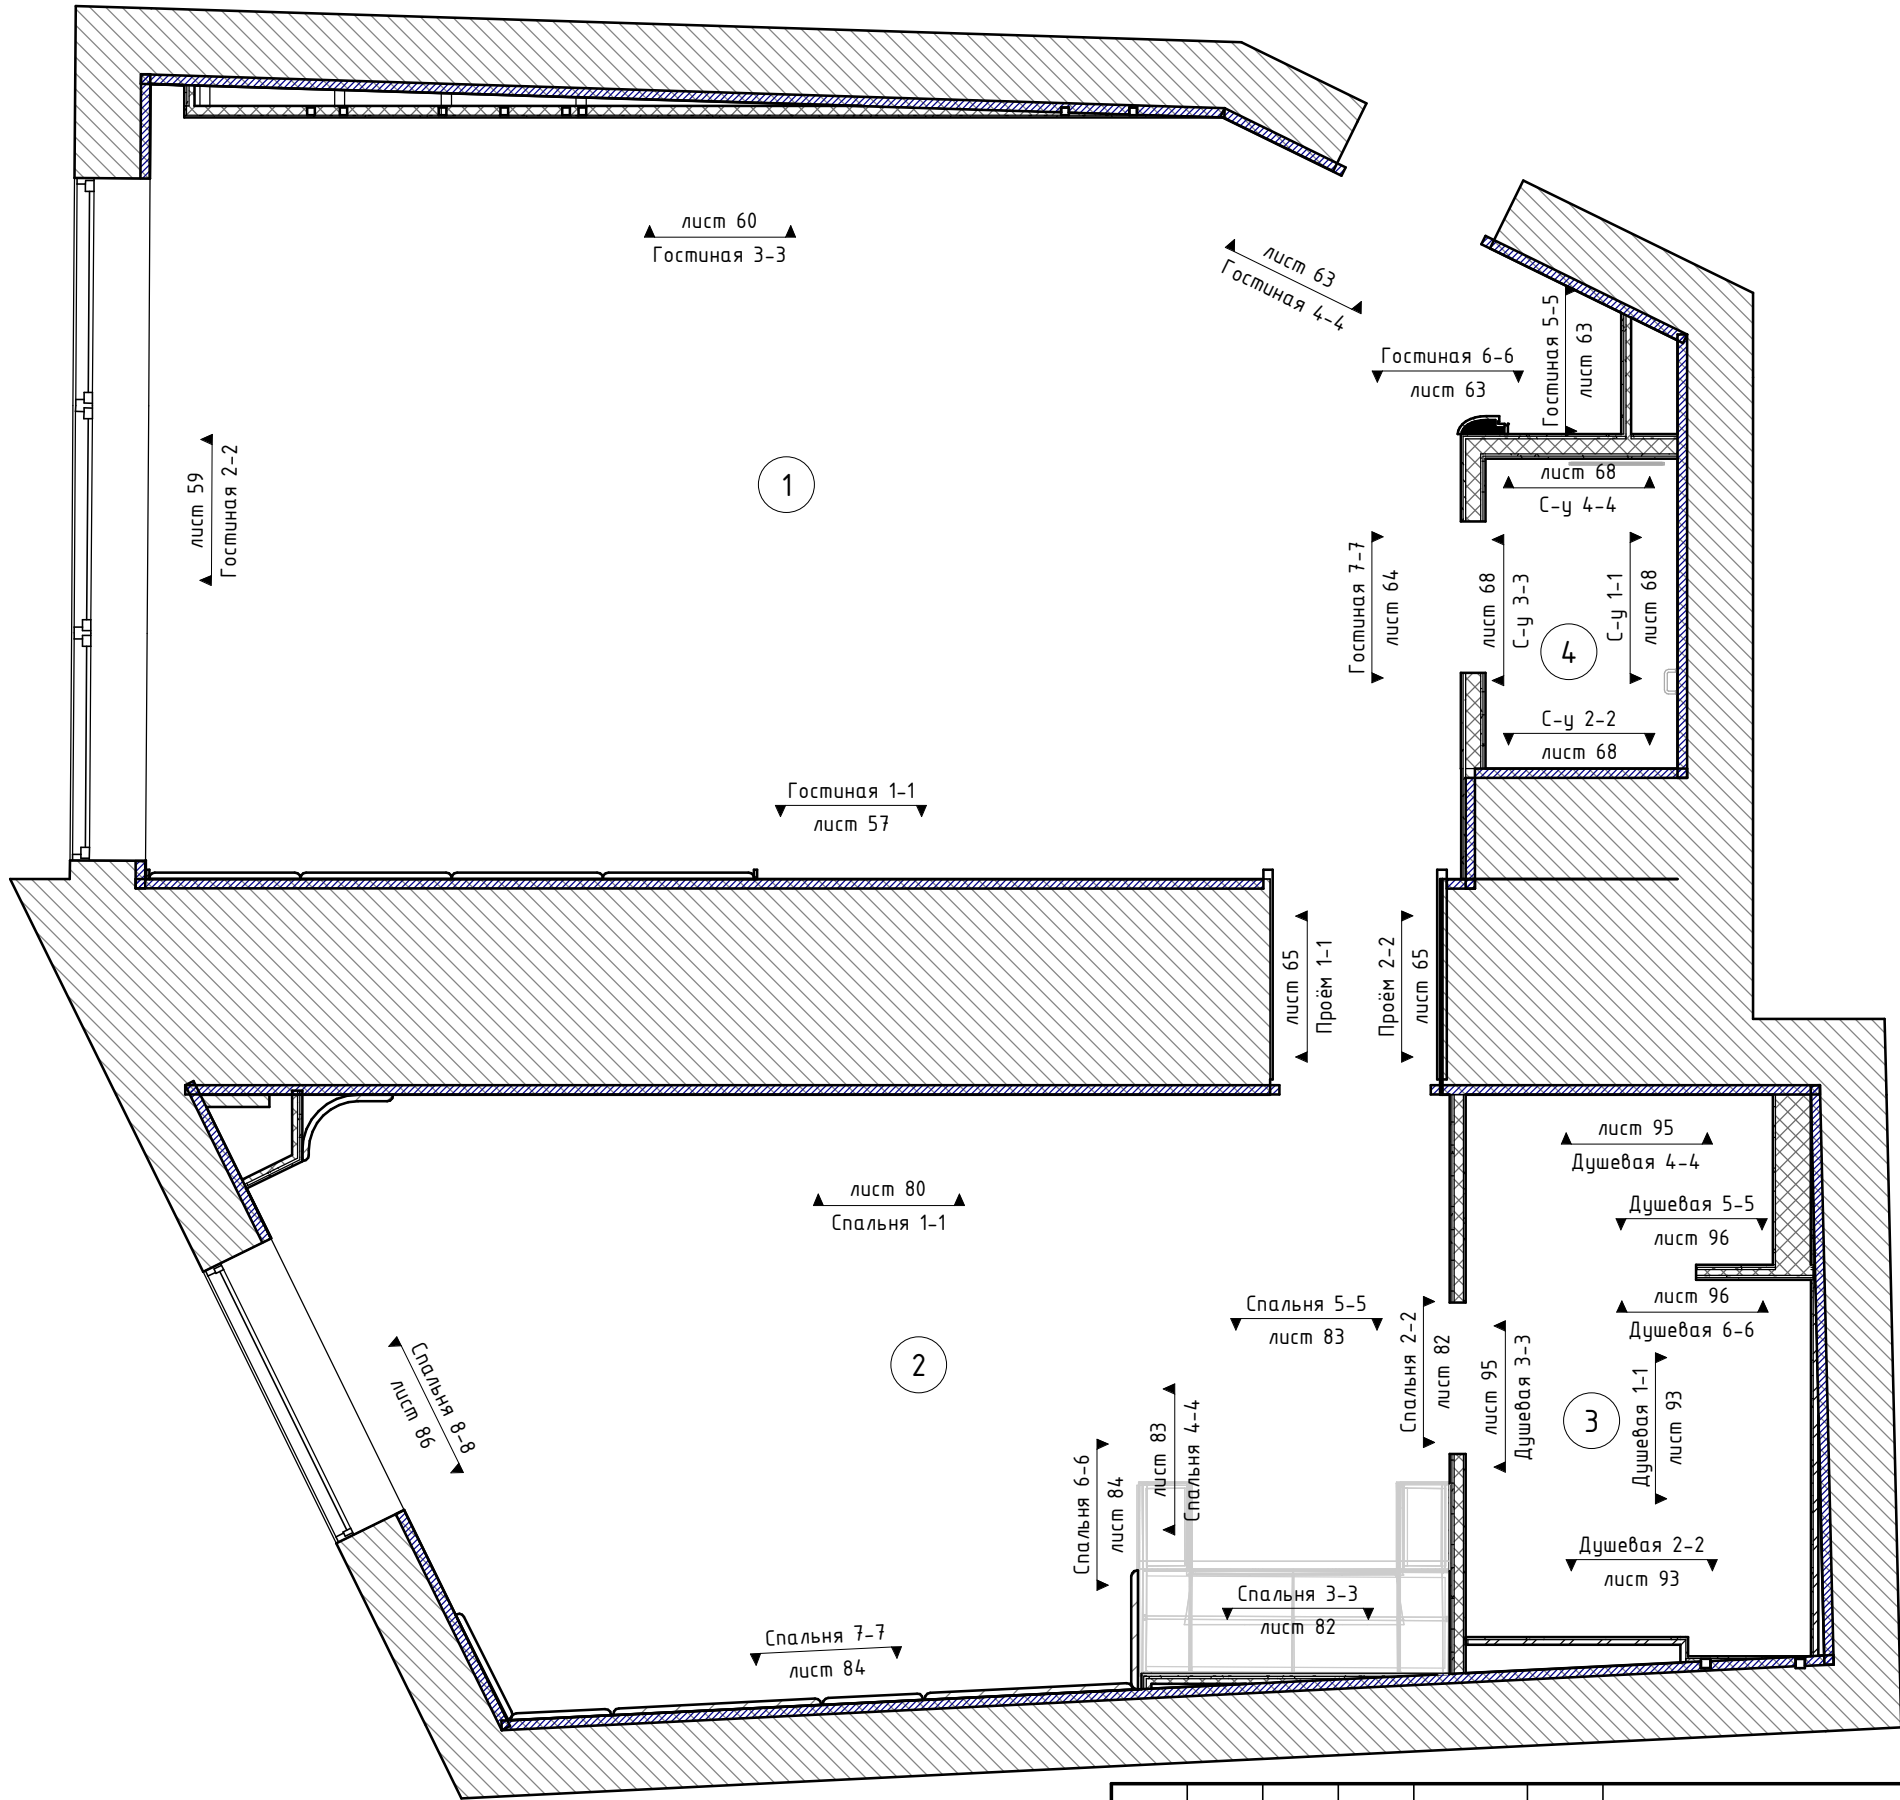 лист 60
Гостиная 3-3
лист 63
Гостиная 4-4
Гостиная 5-5
лист 63
Гостиная 6-6
лист 63
лист 59
Гостиная 2-2
1
лист 68
С-у 4-4
Гостиная 7-7
лист 64
лист 68
С-у 3-3
С-у 1-1
лист 68
4
С-у 2-2
лист 68
Гостиная 1-1
лист 57
лист 65
Проём 1-1
Проём 2-2
лист 65
лист 95
Душевая 4-4
лист 80
Спальня 1-1
Душевая 5-5
лист 96
лист 96
Душевая 6-6
Спальня 5-5
лист 83
Спальня 2-2
лист 82
лист 95
Душевая 3-3
2
3
Душевая 1-1
лист 93
Спальня 8-8
лист 86
лист 83
Спальня 4-4
Спальня 6-6
лист 84
Душевая 2-2
лист 93
Спальня 3-3
лист 82
Спальня 7-7
лист 84